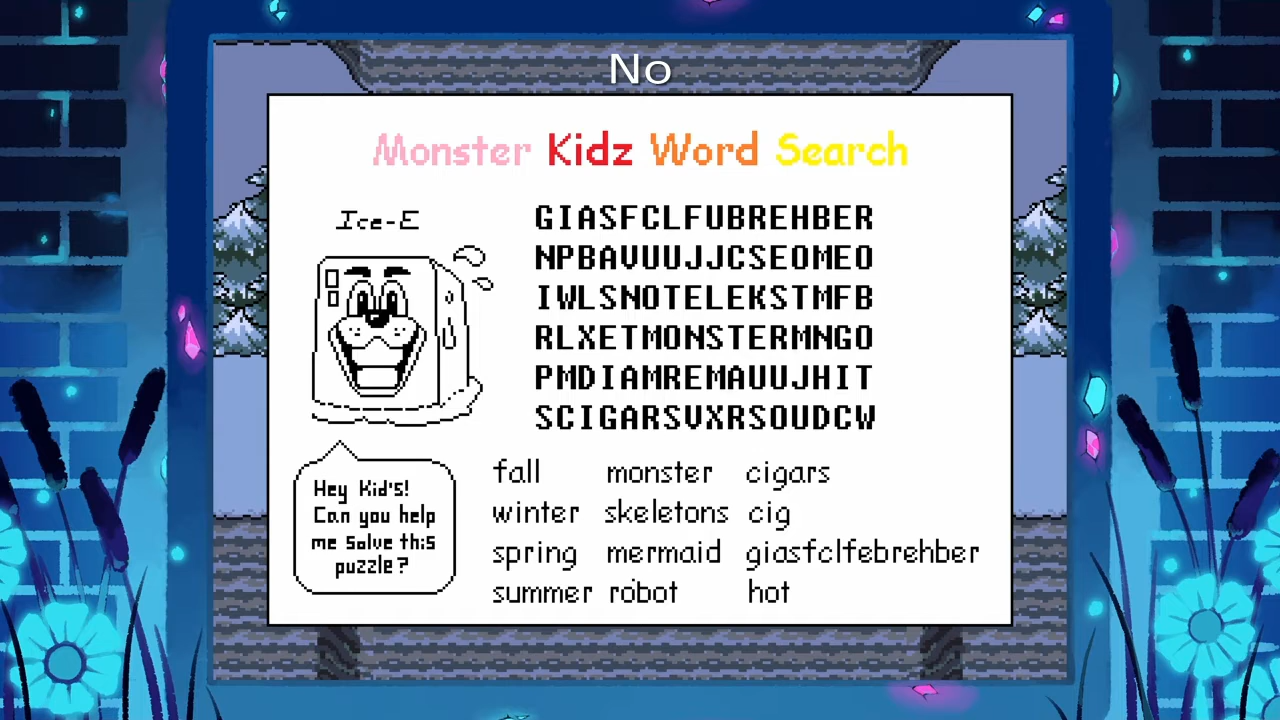 No
Monster Kidz Word Search
Ice-E
GIASFCLFUBREHBER
NPBAVUUJJCSEOMEO
IWLSNOTELEKSTMFB
RLXETMONSTERMNGO
PMDIAMREMAUUJHIT
SCIGARSVXRSOUDCW
Hey Kid's!
Can you help
me solve this
puzzle?
fall monster cigars
winter skeletons cig
spring mermaid giasfclfebrehber
summer robot hot